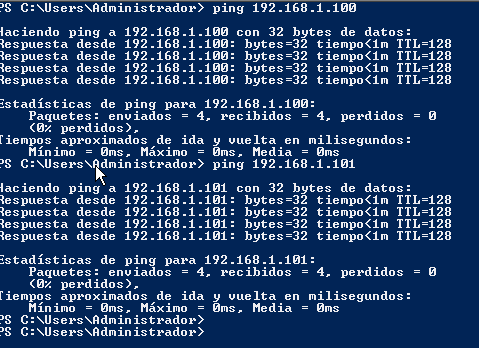 PS C:\Users\Administrador> ping 192.168.1.100
Haciendo ping a 192.168.1.100 con 32 bytes de datos:
Respuesta desde 192.168.1.100: bytes=32 tiempo<1m TTL=128
Respuesta desde 192.168.1.100: bytes=32 tiempo<1m TTL=128
Respuesta desde 192.168.1.100: bytes=32 tiempo<1m TTL=128
Respuesta desde 192.168.1.100: bytes=32 tiempo<1m TTL=128
Estadísticas de ping para 192.168.1.100:
Paquetes: enviados = 4, recibidos = 4, perdidos = 0
(0% perdidos),
Tiempos aproximados de ida y vuelta en milisegundos:
Mínimo = 0ms, Máximo = 0ms, Media = 0ms
PS C:\Users\Administrador> ping 192.168.1.101
Haciendo ping a 192.168.1.101 con 32 bytes de datos:
Respuesta desde 192.168.1.101: bytes=32 tiempo<1m TTL=128
Respuesta desde 192.168.1.101: bytes=32 tiempo<1m TTL=128
Respuesta desde 192.168.1.101: bytes=32 tiempo<1m TTL=128
Respuesta desde 192.168.1.101: bytes=32 tiempo<1m TTL=128
Estadísticas de ping para 192.168.1.101:
Paquetes: enviados = 4, recibidos = 4, perdidos = 0
(0% perdidos),
Tiempos aproximados de ida y vuelta en milisegundos:
Mínimo = 0ms, Máximo = 0ms, Media = 0ms
PS C:\Users\Administrador>
PS C:\Users\Administrador>